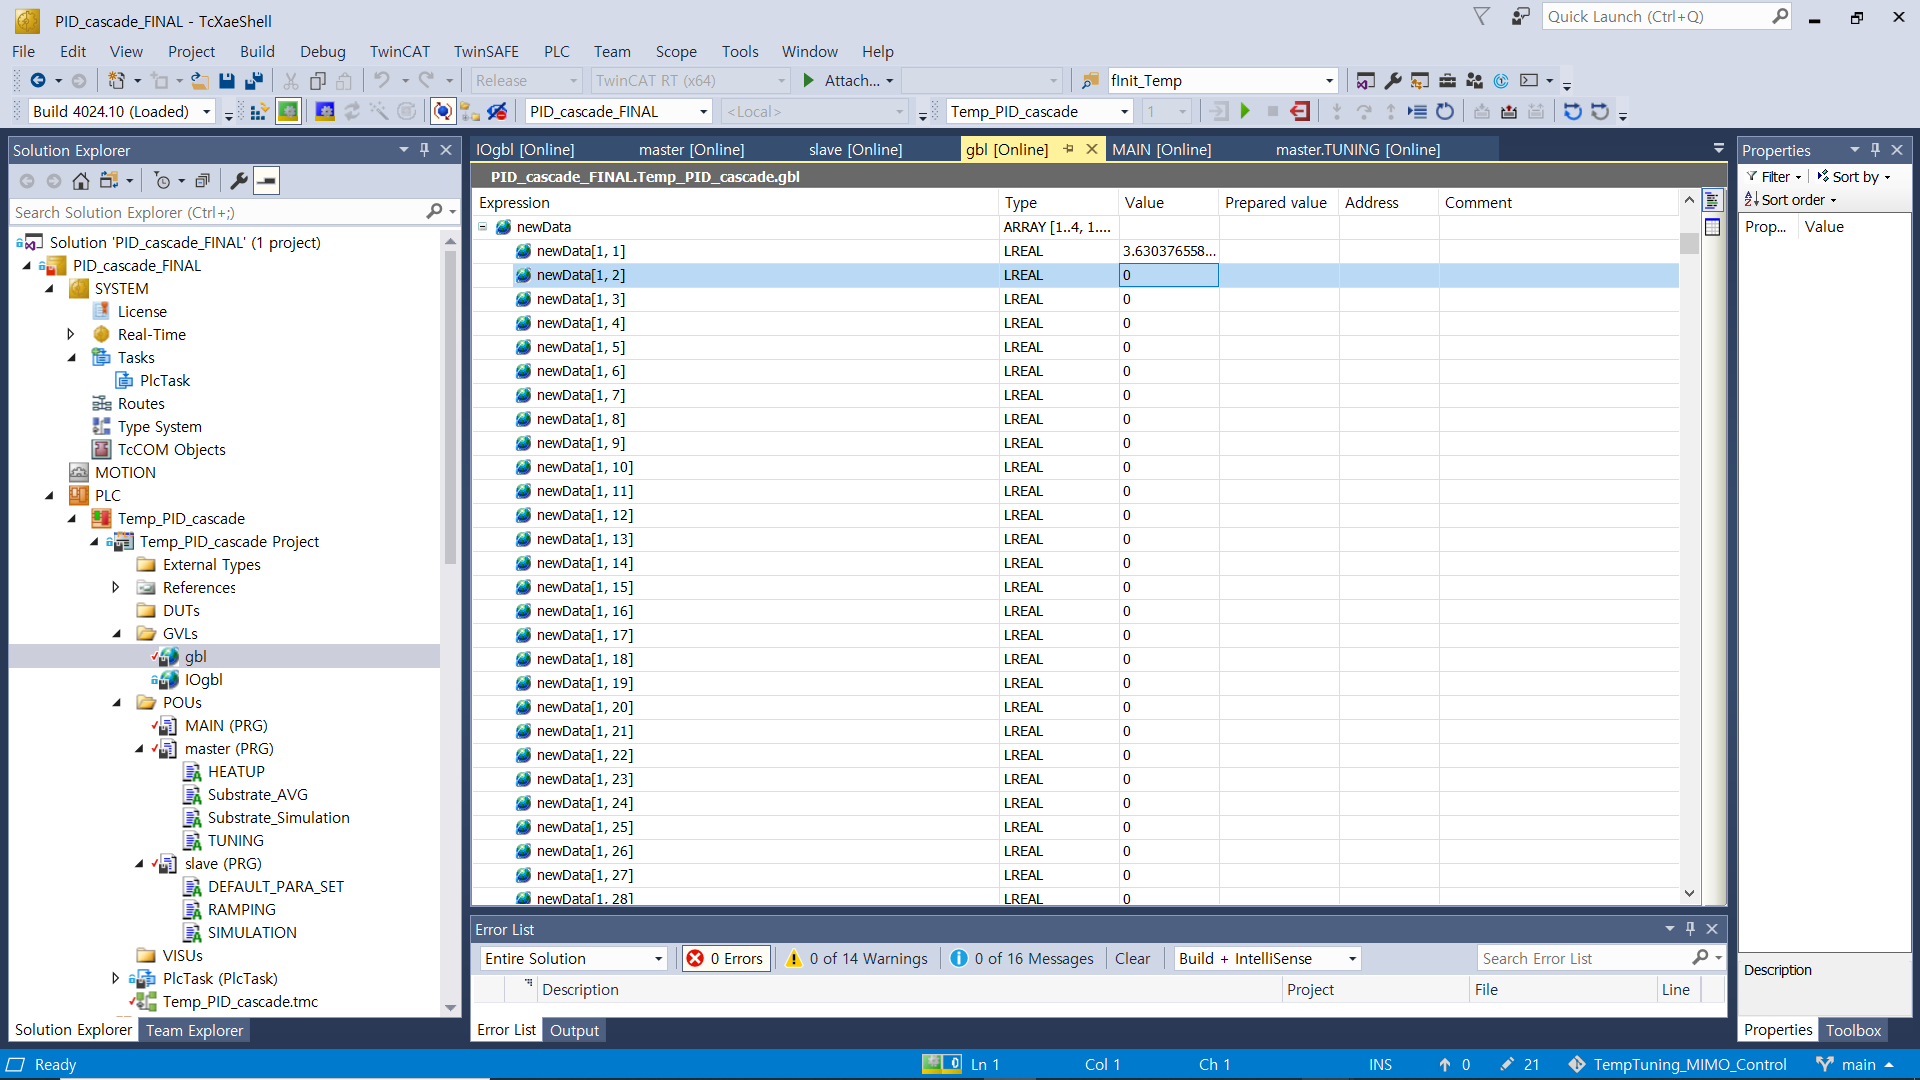 PID_cascade_FINAL - TcXaeShell
Quick Launch (Ctrl+Q)
File Edit View Project Build Debug TwinCAT TwinSAFE PLC Team Scope Tools Window Help
Release TwinCAT RT (x64) Attach... fInit_Temp
Build 4024.10 (Loaded) PID_cascade_FINAL <Local> Temp_PID_cascade 1
Solution Explorer
Search Solution Explorer (Ctrl+;)
Solution 'PID_cascade_FINAL' (1 project)
PID_cascade_FINAL
SYSTEM
License
Real-Time
Tasks
PlcTask
Routes
Type System
TcCOM Objects
MOTION
PLC
Temp_PID_cascade
Temp_PID_cascade Project
External Types
References
DUTs
GVLs
gbl
IOgbl
POUs
MAIN (PRG)
master (PRG)
HEATUP
Substrate_AVG
Substrate_Simulation
TUNING
slave (PRG)
DEFAULT_PARA_SET
RAMPING
SIMULATION
VISUs
PlcTask (PlcTask)
Temp_PID_cascade.tmc
Solution Explorer Team Explorer
IOgbl [Online] master [Online] slave [Online] gbl [Online] MAIN [Online] master.TUNING [Online]
PID_cascade_FINAL.Temp_PID_cascade.gbl
Expression Type Value Prepared value Address Comment
newData ARRAY [1..4, 1....
newData[1, 1] LREAL 3.630376558...
newData[1, 2] LREAL 0
newData[1, 3] LREAL 0
newData[1, 4] LREAL 0
newData[1, 5] LREAL 0
newData[1, 6] LREAL 0
newData[1, 7] LREAL 0
newData[1, 8] LREAL 0
newData[1, 9] LREAL 0
newData[1, 10] LREAL 0
newData[1, 11] LREAL 0
newData[1, 12] LREAL 0
newData[1, 13] LREAL 0
newData[1, 14] LREAL 0
newData[1, 15] LREAL 0
newData[1, 16] LREAL 0
newData[1, 17] LREAL 0
newData[1, 18] LREAL 0
newData[1, 19] LREAL 0
newData[1, 20] LREAL 0
newData[1, 21] LREAL 0
newData[1, 22] LREAL 0
newData[1, 23] LREAL 0
newData[1, 24] LREAL 0
newData[1, 25] LREAL 0
newData[1, 26] LREAL 0
newData[1, 27] LREAL 0
newData[1, 28] LREAL 0
Error List
Entire Solution 0 Errors 0 of 14 Warnings 0 of 16 Messages Clear Build + IntelliSense Search Error List
Description Project File Line
Error List Output
Properties
Filter Sort by
Sort order
Prop... Value
Description
Properties Toolbox
Ready 0 Ln 1 Col 1 Ch 1 INS 0 21 TempTuning_MIMO_Control main